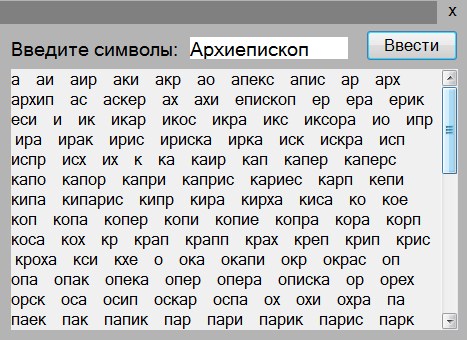 x
Введите символы: Архиепископ Ввести
а аи аир аки акр ао апекс апис ар арх
архип ас аскер ах ахи епископ ер ера ерик
еси и ик икар икос икра икс иксора ио ипр
ира ирак ирис ириска ирка иск искра исп
испр исх их к ка каир кап капер каперс
капо капор капри каприс кариес карп кепи
кипа кипарис кипр кира кирха киса ко кое
коп копа копер копи копие копра кора корп
коса кох кр крап крапп крах креп крип крис
кроха кси кхе о ока окапи окр окрас оп
опа опак опека опер опера описка ор орех
орск оса осип оскар оспа ох охи охра па
паек пак папик пар пари парик парис парк